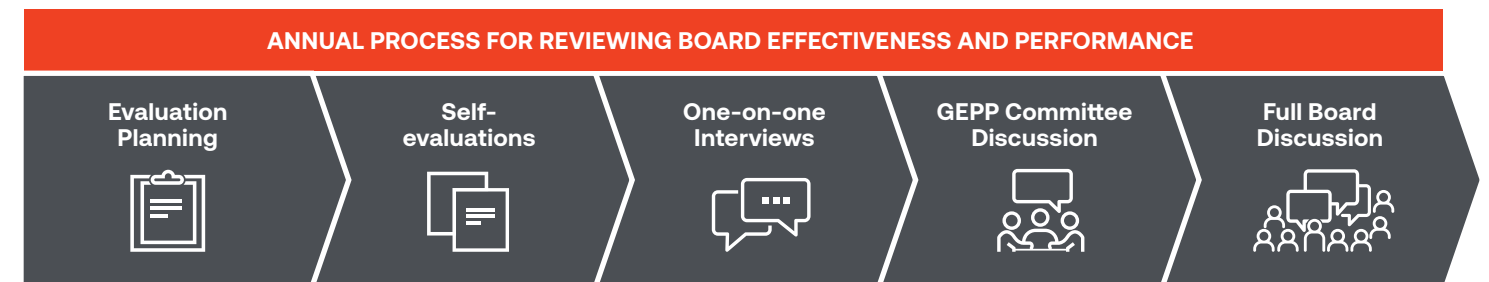 ANNUAL PROCESS FOR REVIEWING BOARD EFFECTIVENESS AND PERFORMANCE
Evaluation
Planning
Self-
evaluations
One-on-one
Interviews
GEPP Committee
Discussion
Full Board
Discussion